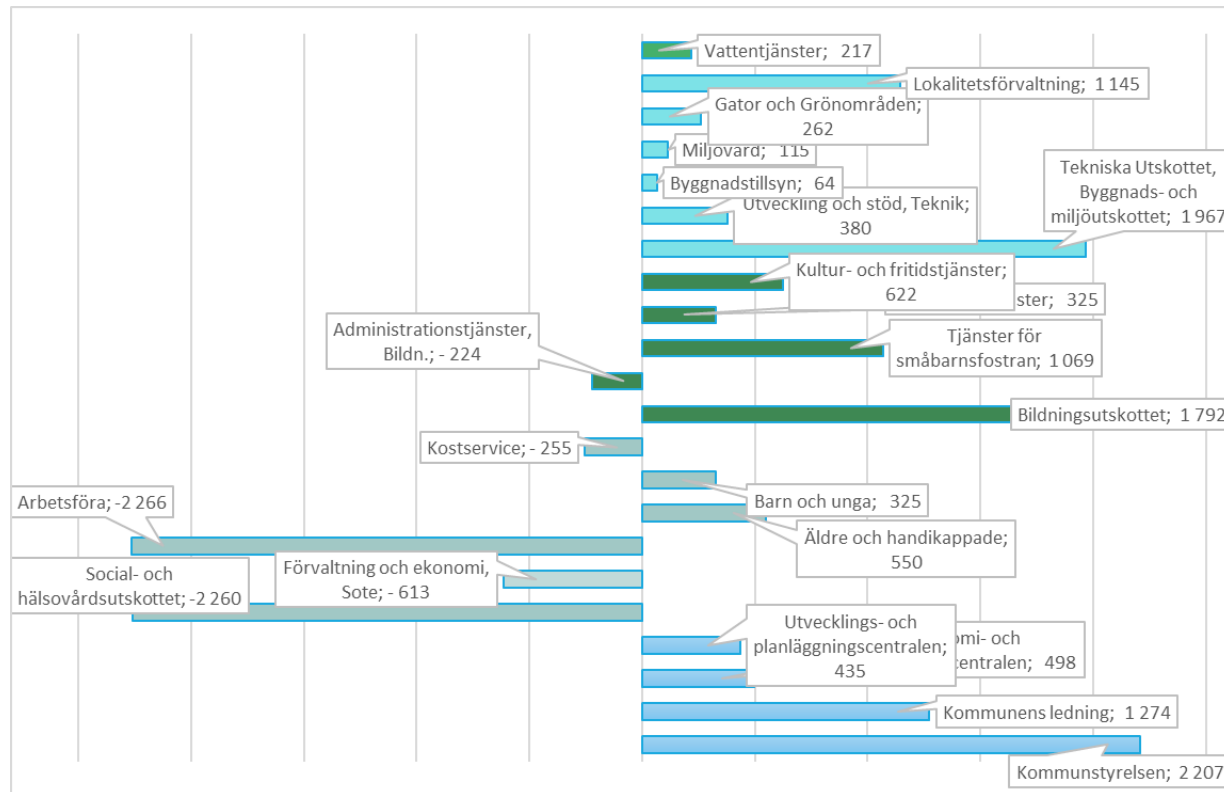 Vattentjänster; 217
Lokalitetsförvaltning; 1 145
Gator och Grönområden;
262
Miljövård; 115
Byggnadstillsyn; 64
Tekniska Utskottet,
Byggnads- och
miljöutskottet; 1 967
Utveckling och stöd, Teknik;
380
Kultur- och fritidstjänster;
622
325
Administrationstjänster,
Bildn.; - 224
Tjänster för
småbarnsfostran; 1 069
Bildningsutskottet; 1 792
Kostservice; - 255
Arbetsföra; -2 266
Barn och unga; 325
Äldre och handikappade;
550
Social- och
hälsovårdsutskottet; -2 260
Förvaltning och ekonomi,
Sote; - 613
Utvecklings- och
planläggningscentralen;
435
och
498
Kommunens ledning; 1 274
Kommunstyrelsen; 2 207